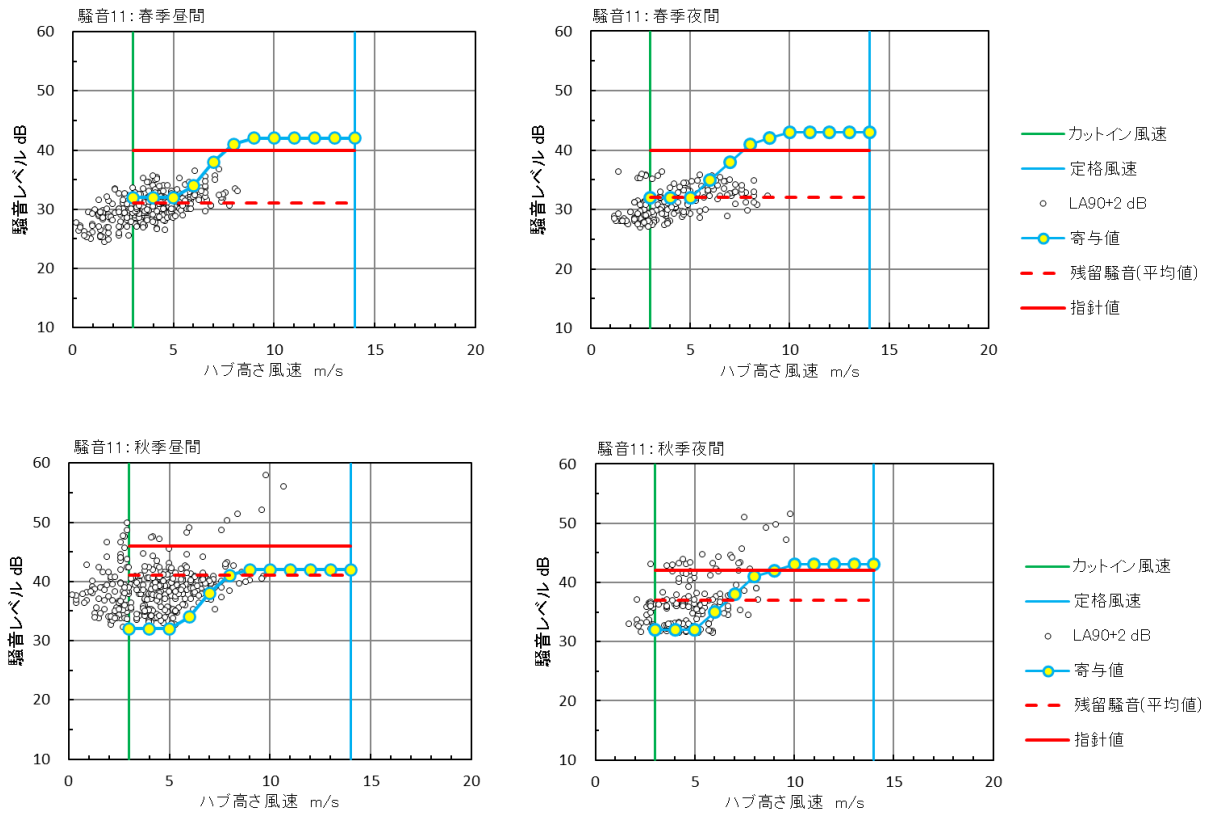 騒音11：春季昼間
60
50
40
30
20
10
0
5
10
15
20
騒音レベル dB
ハブ高さ風速 m/s
騒音11：春季夜間
60
50
40
30
20
10
0
5
10
15
20
騒音レベル dB
ハブ高さ風速 m/s
カットイン風速
定格風速
LA90+2 dB
寄与値
残留騒音(平均値)
指針値
騒音11：秋季昼間
60
50
40
30
20
10
0
5
10
15
20
騒音レベル dB
ハブ高さ風速 m/s
騒音11：秋季夜間
60
50
40
30
20
10
0
5
10
15
20
騒音レベル dB
ハブ高さ風速 m/s
カットイン風速
定格風速
LA90+2 dB
寄与値
残留騒音(平均値)
指針値